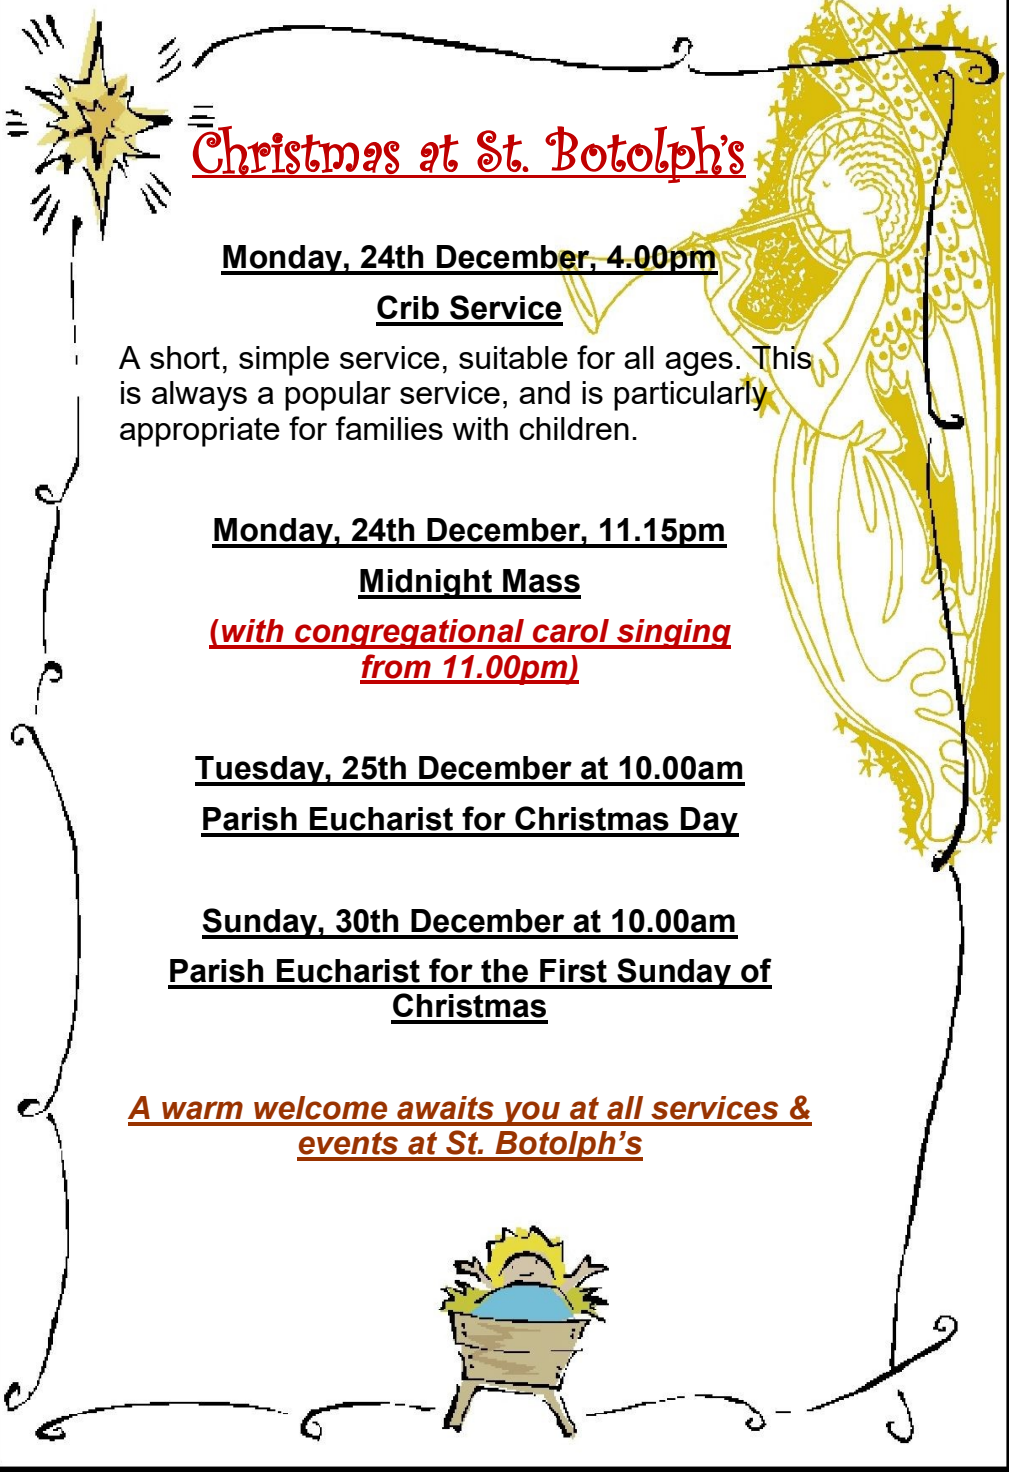 Christmas at St. Botolph's
Monday, 24th December, 4.00pm
Crib Service
A short, simple service, suitable for all ages. This
is always a popular service, and is particularly
appropriate for families with children.
Monday, 24th December, 11.15pm
Midnight Mass
(with congregational carol singing
from 11.00pm)
Tuesday, 25th December at 10.00am
Parish Eucharist for Christmas Day
Sunday, 30th December at 10.00am
Parish Eucharist for the First Sunday of
Christmas
A warm welcome awaits you at all services &
events at St. Botolph’s